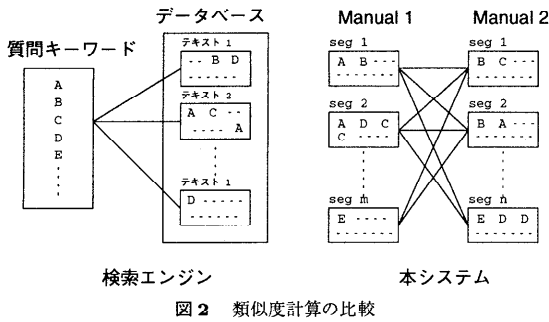 データベース
質問キーワード
A
B
C
D
E
テキスト 1
-- B D
テキスト 2
A C --
---- A
テキスト 1
D -----
検索エンジン
Manual 1
Manual 2
seg 1
A B ---
seg 2
A D C
C -----
seg m
E ----
seg 1
B C ---
seg 2
B A ---
seg n
E D D
本システム
図 2 類似度計算の比較